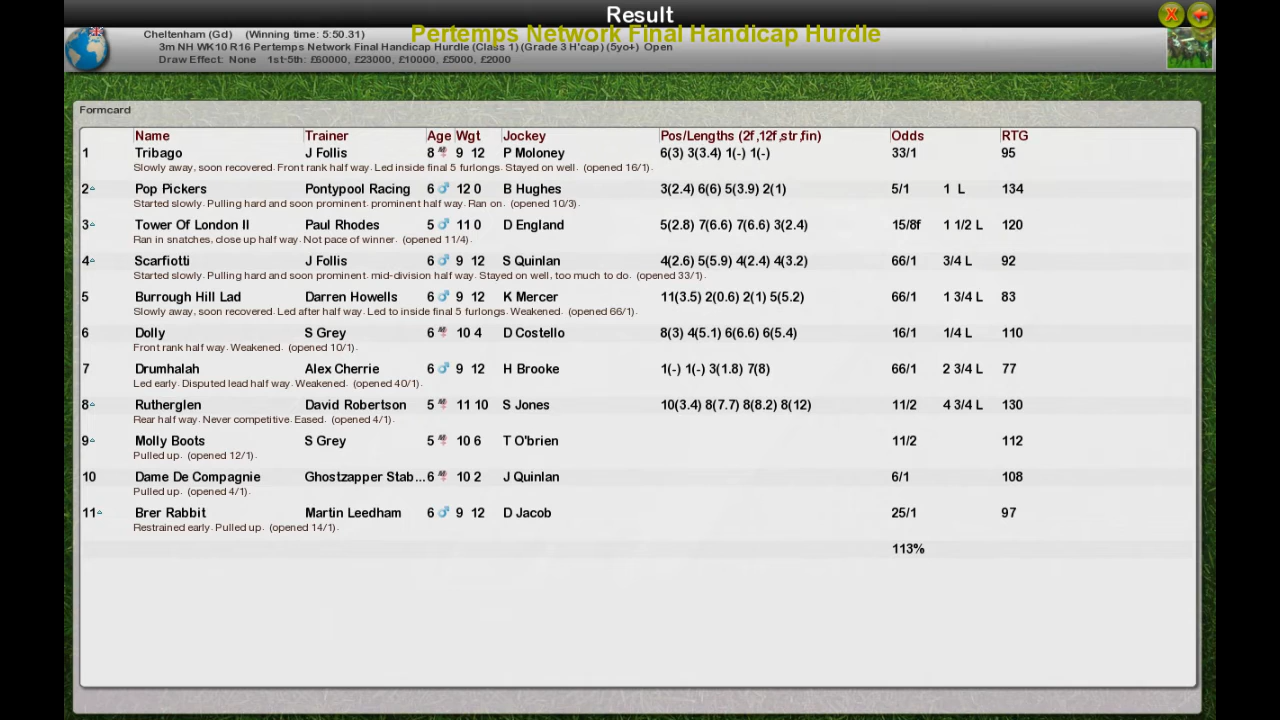 Result
Pertemps Network Final Handicap Hurdle
Cheltenham (Gd) (Winning time: 5:50.31)
3m NH WK10 R16 Pertemps Network Final Handicap Hurdle (Class 1) (Grade 3 H'cap) (5yo+) Open
Draw Effect: None 1st-5th: £60000, £23000, £10000, £5000, £2000
Formcard
Name Trainer Age Wgt Jockey Pos/Lengths (2f,12f,str,fin) Odds RTG
1 Tribago J Follis 8 9 12 P Moloney 6(3) 3(3.4) 1(-) 1(-) 33/1 95
Slowly away, soon recovered. Front rank half way. Led inside final 5 furlongs. Stayed on well. (opened 16/1).
2 Pop Pickers Pontypool Racing 6 12 0 B Hughes 3(2.4) 6(6) 5(3.9) 2(1) 5/1 1 L 134
Started slowly. Pulling hard and soon prominent. prominent half way. Ran on. (opened 10/3).
3 Tower Of London II Paul Rhodes 5 11 0 D England 5(2.8) 7(6.6) 7(6.6) 3(2.4) 15/8f 1 1/2 L 120
Ran in snatches, close up half way. Not pace of winner. (opened 11/4).
4 Scarfiotti J Follis 6 9 12 S Quinlan 4(2.6) 5(5.9) 4(2.4) 4(3.2) 66/1 3/4 L 92
Started slowly. Pulling hard and soon prominent. mid-division half way. Stayed on well, too much to do. (opened 33/1).
5 Burrough Hill Lad Darren Howells 6 9 12 K Mercer 11(3.5) 2(0.6) 2(1) 5(5.2) 66/1 1 3/4 L 83
Slowly away, soon recovered. Led after half way. Led to inside final 5 furlongs. Weakened. (opened 66/1).
6 Dolly S Grey 6 10 4 D Costello 8(3) 4(5.1) 6(6.6) 6(5.4) 16/1 1/4 L 110
Front rank half way. Weakened. (opened 10/1).
7 Drumhalah Alex Cherrie 6 9 12 H Brooke 1(-) 1(-) 3(1.8) 7(8) 66/1 2 3/4 L 77
Led early. Disputed lead half way. Weakened. (opened 40/1).
8 Rutherglen David Robertson 5 11 10 S Jones 10(3.4) 8(7.7) 8(8.2) 8(12) 11/2 4 3/4 L 130
Rear half way. Never competitive. Eased. (opened 4/1).
9 Molly Boots S Grey 5 10 6 T O'brien 11/2 112
Pulled up. (opened 12/1).
10 Dame De Compagnie Ghostzapper Stab... 6 10 2 J Quinlan 6/1 108
Pulled up. (opened 4/1).
11 Brer Rabbit Martin Leedham 6 9 12 D Jacob 25/1 97
Restrained early. Pulled up. (opened 14/1).
113%